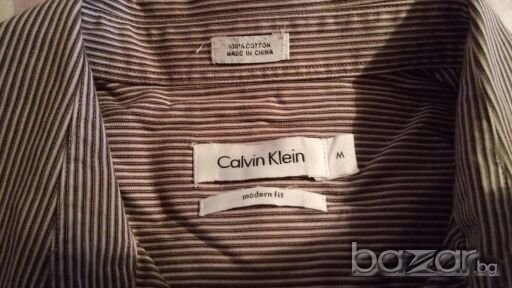 100% COTTON
MADE IN CHINA
Calvin Klein
M
modern fit
bazar.bg